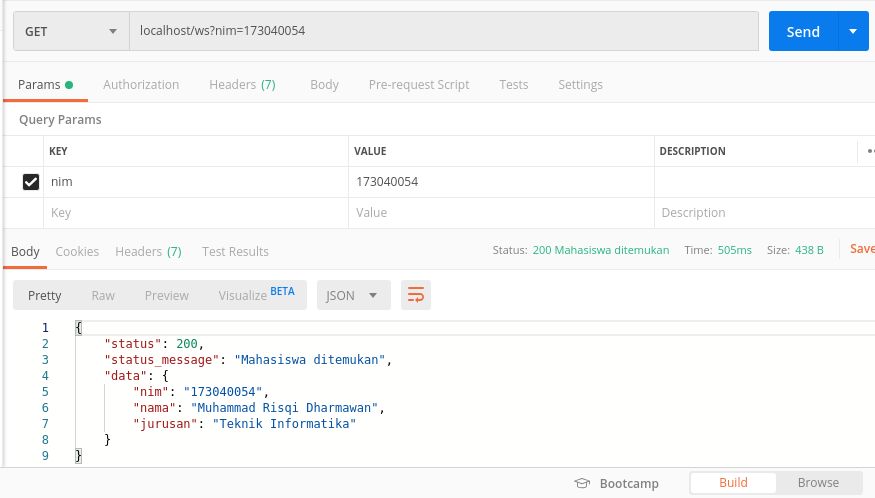 GET localhost/ws?nim=173040054 Send
Params Authorization Headers (7) Body Pre-request Script Tests Settings
Query Params
KEY VALUE DESCRIPTION
nim 173040054
Key Value Description
Body Cookies Headers (7) Test Results Status: 200 Mahasiswa ditemukan Time: 505ms Size: 438 B Save
Pretty Raw Preview Visualize BETA JSON
1 {
2 "status": 200,
3 "status_message": "Mahasiswa ditemukan",
4 "data": {
5 "nim": "173040054",
6 "nama": "Muhammad Risqi Dharmawan",
7 "jurusan": "Teknik Informatika"
8 }
9 }
Bootcamp Build Browse